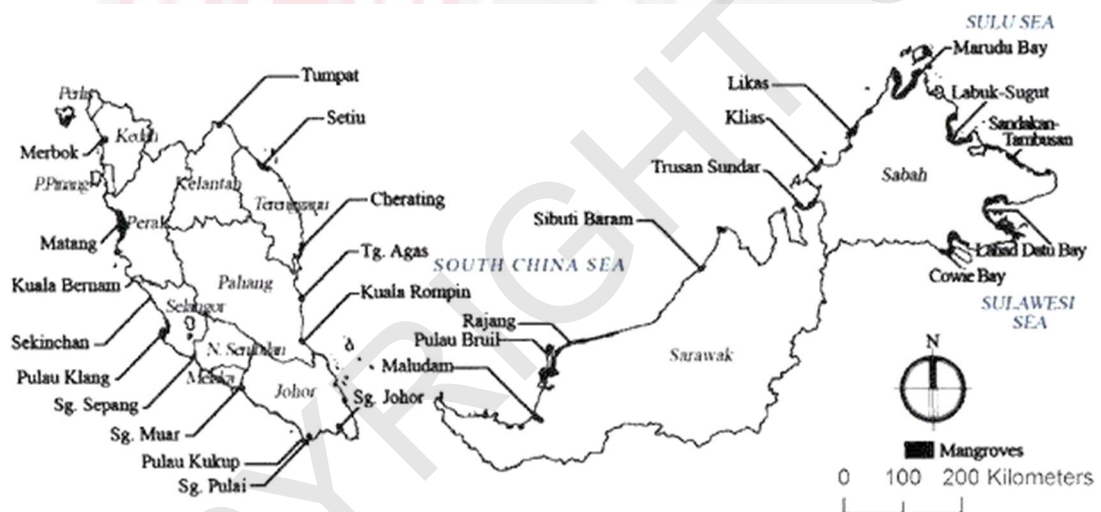 SULU SEA
Marudu Bay
Tumpat
Likas
Labuk-Sugut
Perlis
Setiu
Klias
Sandakan-
Tambusan
Kedah
Merbok
Trusan Sundar
Sabah
P.Pinang
Kelantan
Cherating
Terengganu
Sibuti Baram
Perak
Matang
Tg. Agas
SOUTH CHINA SEA
Lahad Datu Bay
Cowie Bay
Kuala Bernam
Pahang
Kuala Rompin
SULAWESI
SEA
Selangor
Rajang
Sekinchan
Pulau Bruil
N
N. Sembilan
Sarawak
Pulau Klang
Melaka
Maludam
Johor
Sg. Johor
Sg. Sepang
Sg. Muar
Mangroves
Pulau Kukup
0 100 200 Kilometers
Sg. Pulai